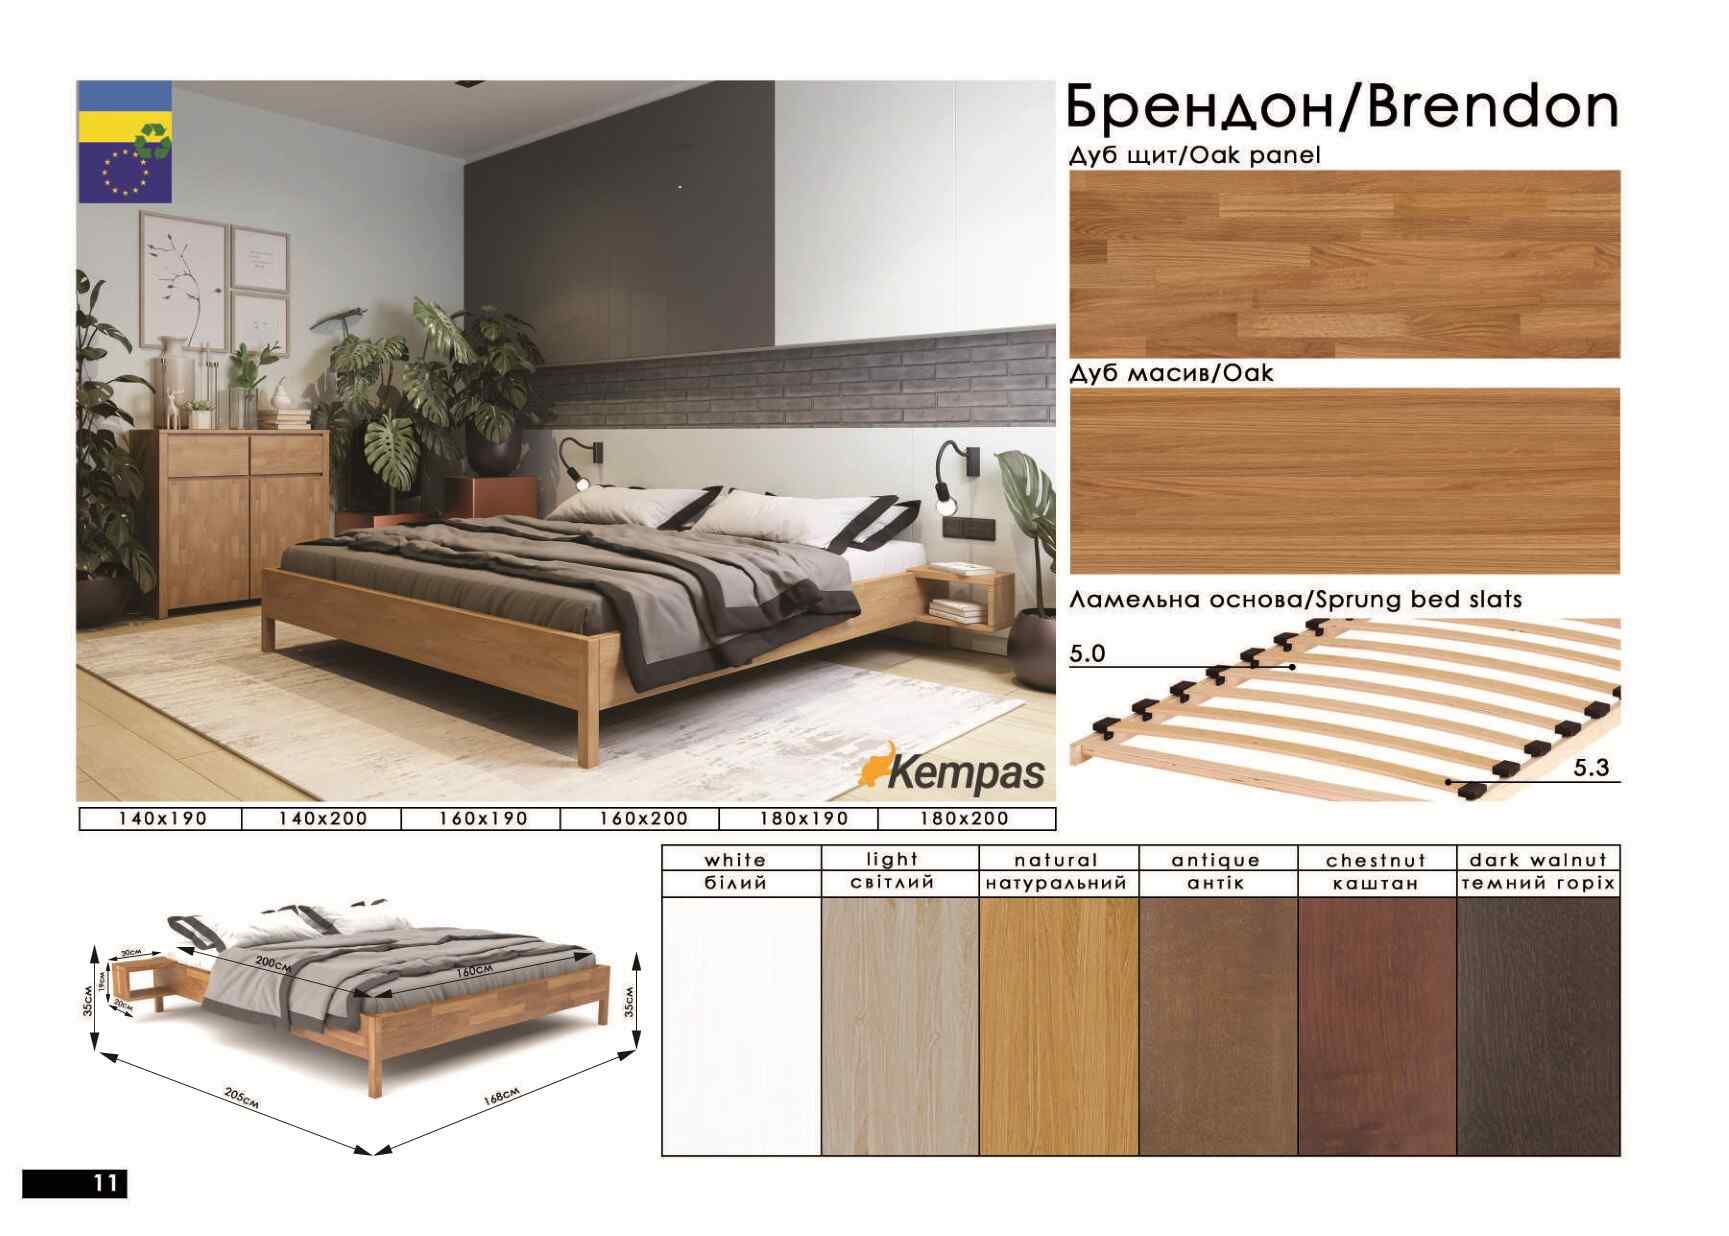 Брендон/Brendon
Дуб щит/Oak panel
Дуб масив/Oak
Ламельна основа/Sprung bed slats
5.0
5.3
Kempas
140x190 140x200 160x190 160x200 180x190 180x200
white light natural antique chestnut dark walnut
білий світлий натуральний антік каштан темний горіх
30см
19см
20см
35см
200см
160см
35см
205см
168см
11